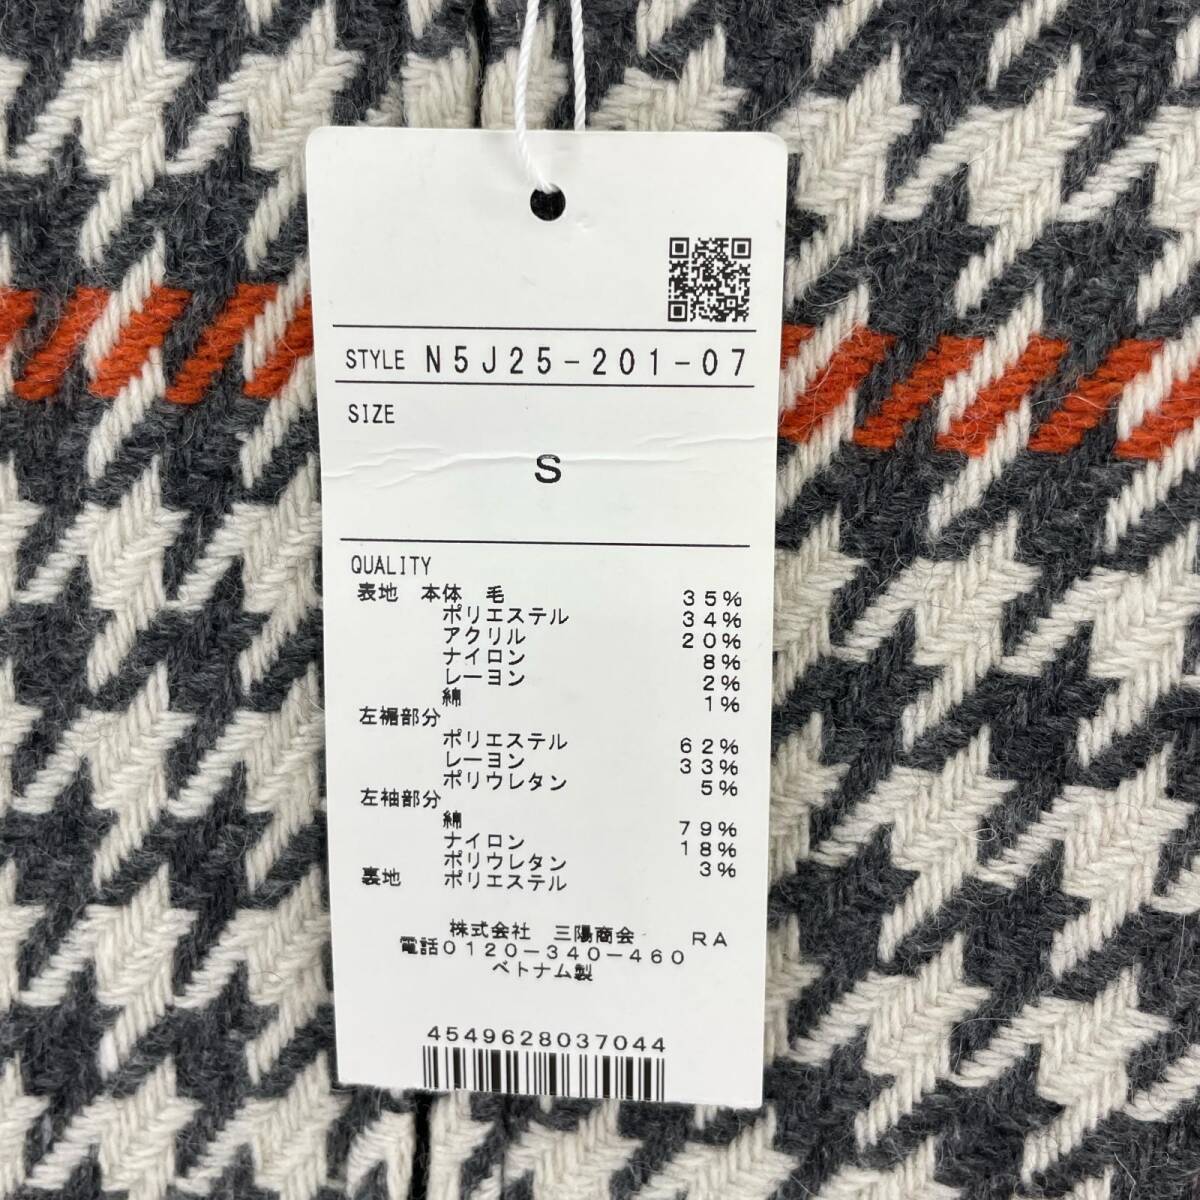 STYLE N5J25-201-07
SIZE
S
QUALITY
表地 本体 毛 35%
ポリエステル 34%
アクリル 20%
ナイロン 8%
レーヨン 2%
綿 1%
左裾部分
ポリエステル 62%
レーヨン 33%
ポリウレタン 5%
左袖部分
綿 79%
ナイロン 18%
ポリウレタン 3%
裏地 ポリエステル
株式会社 三陽商会 RA
電話0120-340-460
ベトナム製
4549628037044